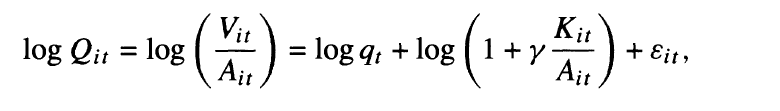 log Q_{it} = log (V_{it} / A_{it}) = log q_t + log (1 + γ K_{it} / A_{it}) + ε_{it},